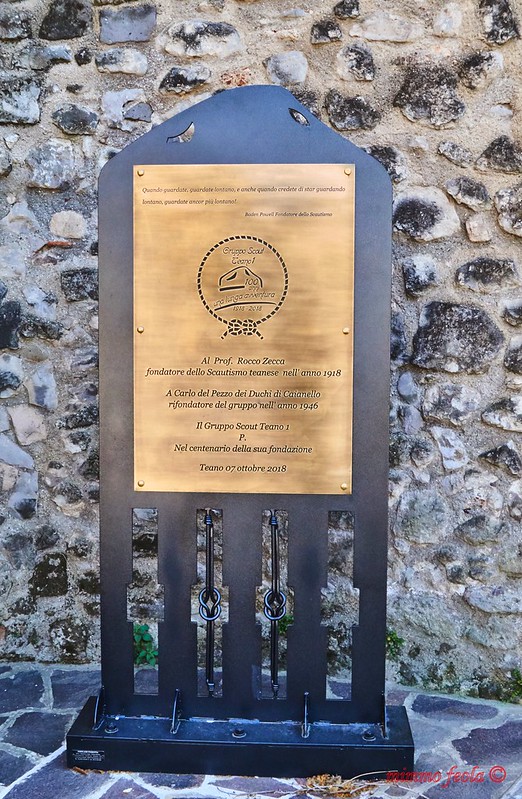 Quando guardate, guardate lontano, e anche quando credete di star guardando
lontano, guardate ancor più lontano!
Baden Powell Fondatore dello Scautismo
Gruppo Scout
Teano 1
100
una lunga avventura
1918 - 2018
Al Prof. Rocco Zecca
fondatore dello Scautismo teanese nell' anno 1918
A Carlo del Pezzo dei Duchi di Caianello
rifondatore del gruppo nell' anno 1946
Il Gruppo Scout Teano 1
P.
Nel centenario della sua fondazione
Teano 07 ottobre 2018
mimmo feola ©